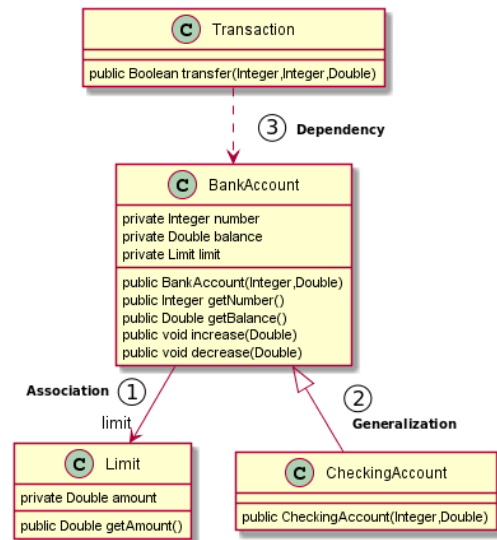 C Transaction
public Boolean transfer(Integer,Integer,Double)
3 Dependency
C BankAccount
private Integer number
private Double balance
private Limit limit
public BankAccount(Integer,Double)
public Integer getNumber()
public Double getBalance()
public void increase(Double)
public void decrease(Double)
Association 1
limit
2
Generalization
C Limit
private Double amount
public Double getAmount()
C CheckingAccount
public CheckingAccount(Integer,Double)